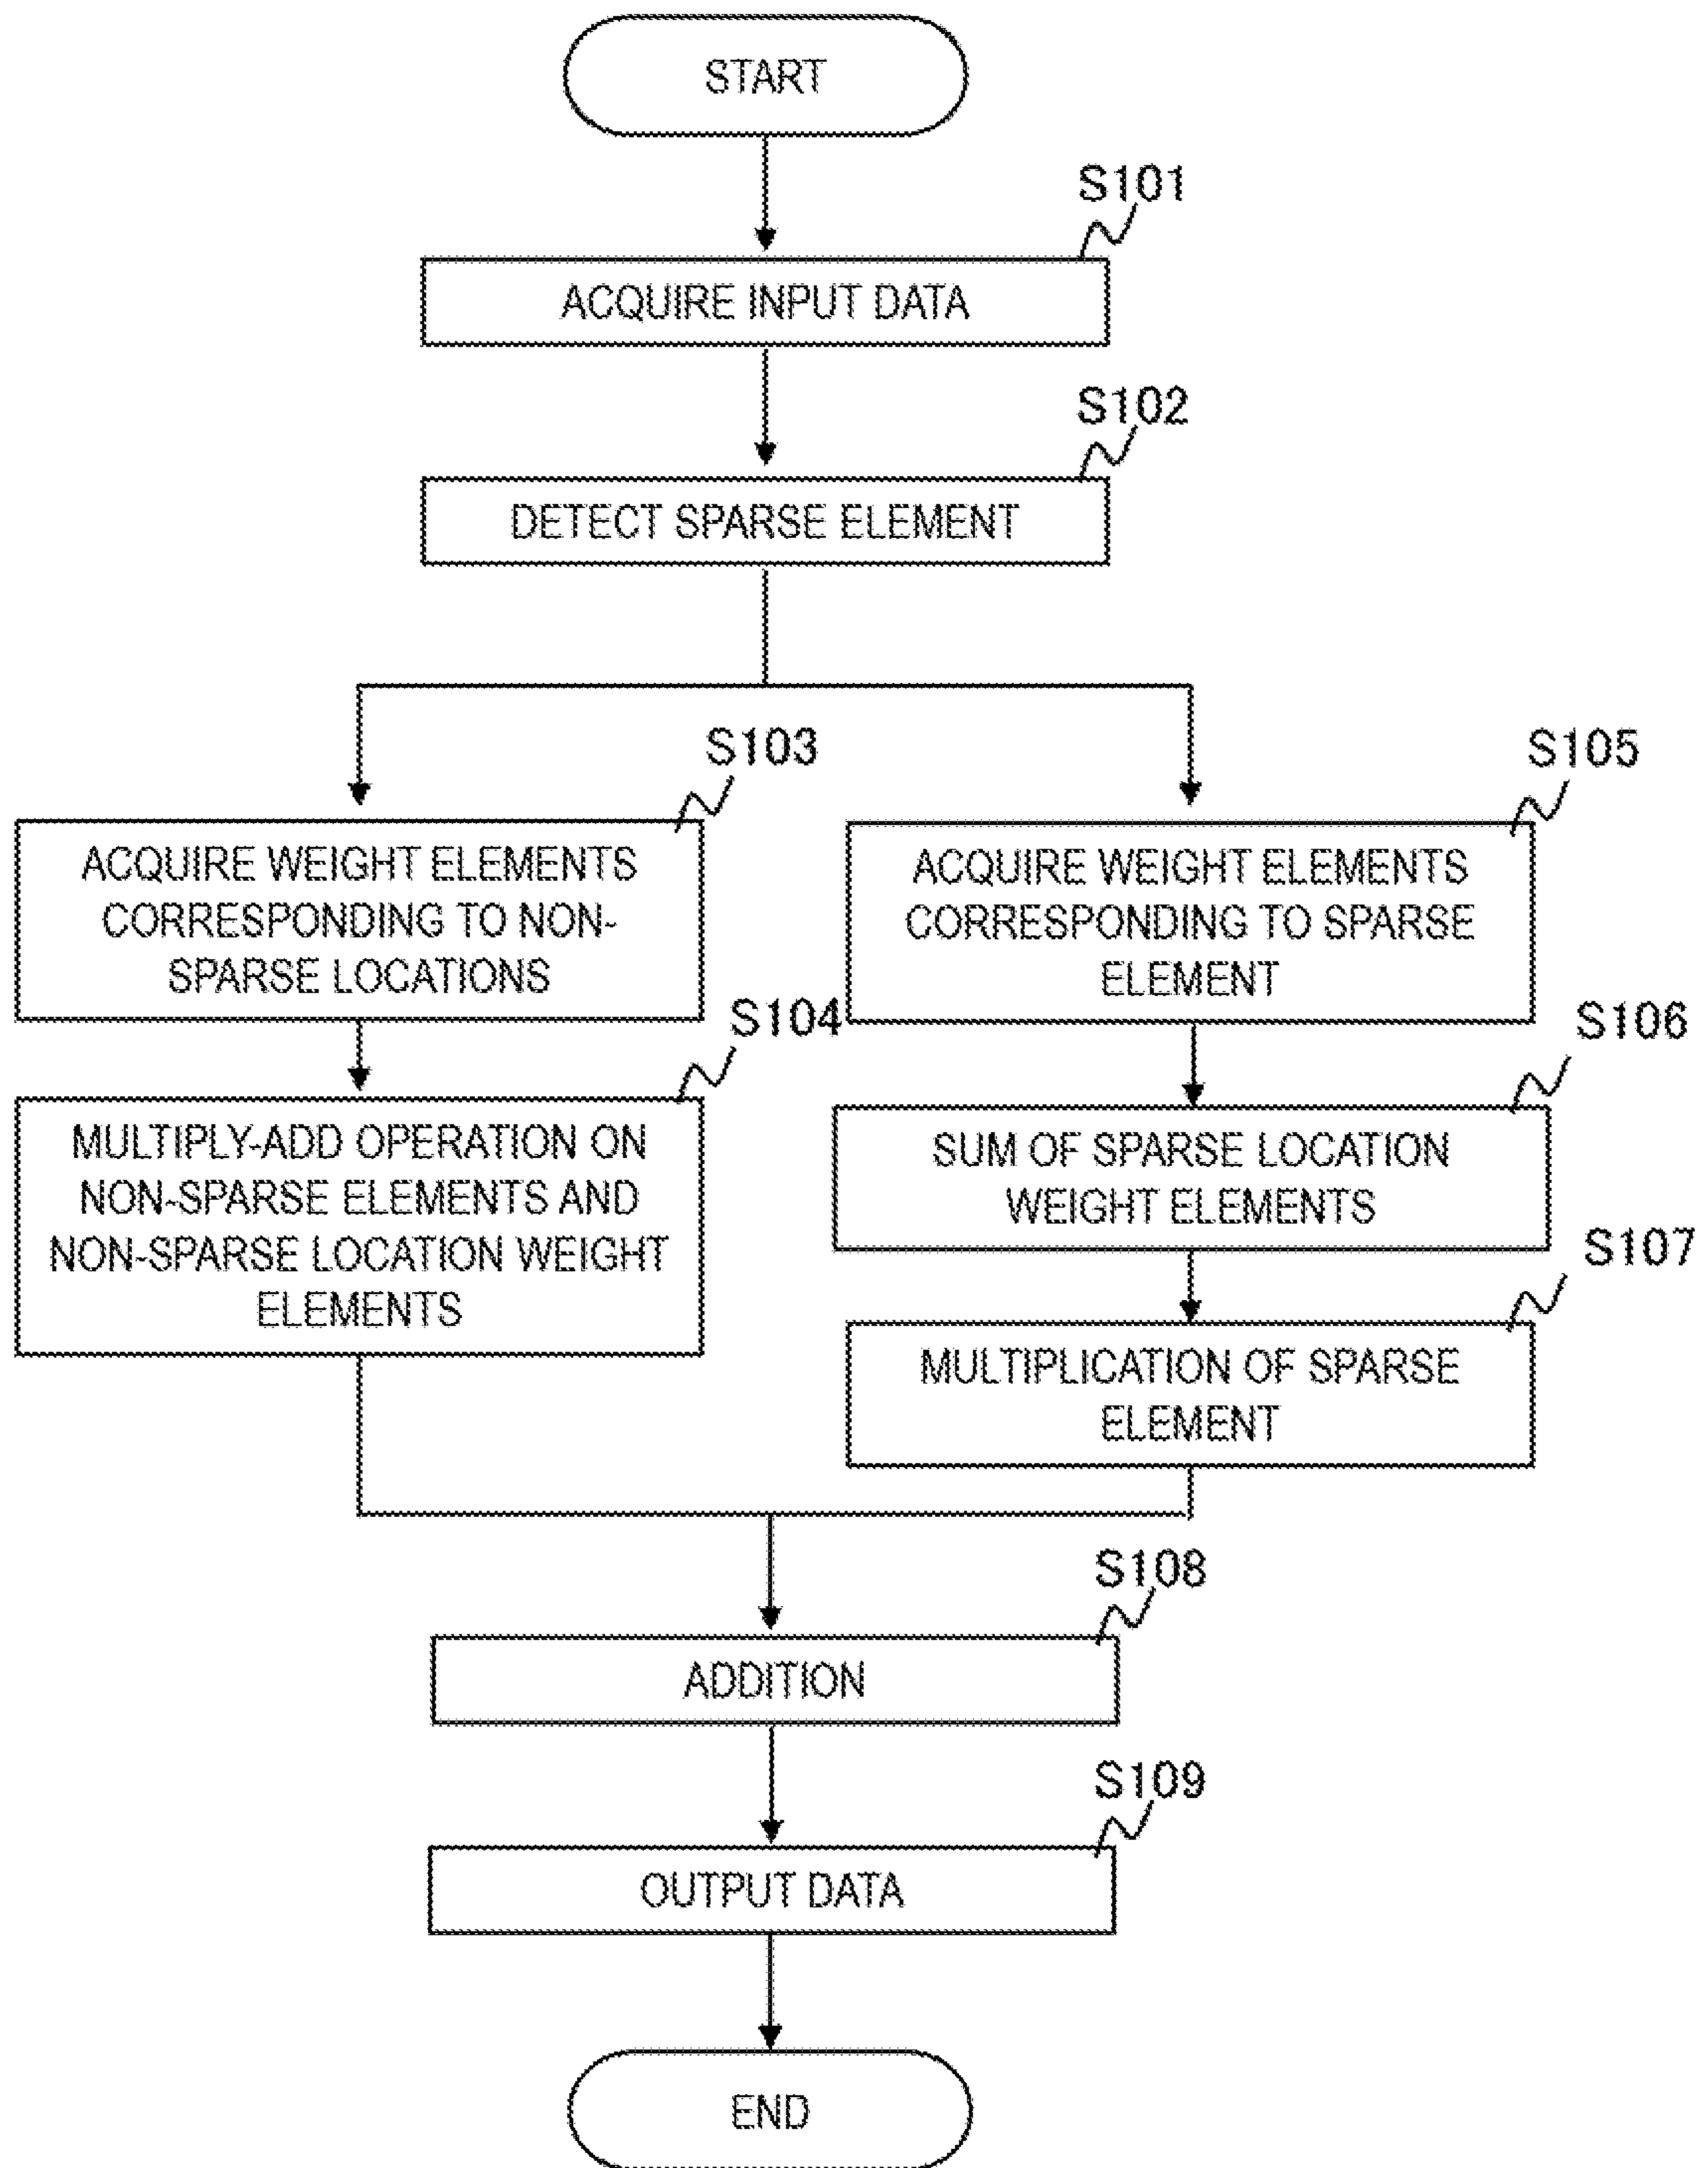 START
S101
ACQUIRE INPUT DATA
S102
DETECT SPARSE ELEMENT
S103
ACQUIRE WEIGHT ELEMENTS
CORRESPONDING TO NON-
SPARSE LOCATIONS
S104
MULTIPLY-ADD OPERATION ON
NON-SPARSE ELEMENTS AND
NON-SPARSE LOCATION WEIGHT
ELEMENTS
S105
ACQUIRE WEIGHT ELEMENTS
CORRESPONDING TO SPARSE
ELEMENT
S106
SUM OF SPARSE LOCATION
WEIGHT ELEMENTS
S107
MULTIPLICATION OF SPARSE
ELEMENT
S108
ADDITION
S109
OUTPUT DATA
END